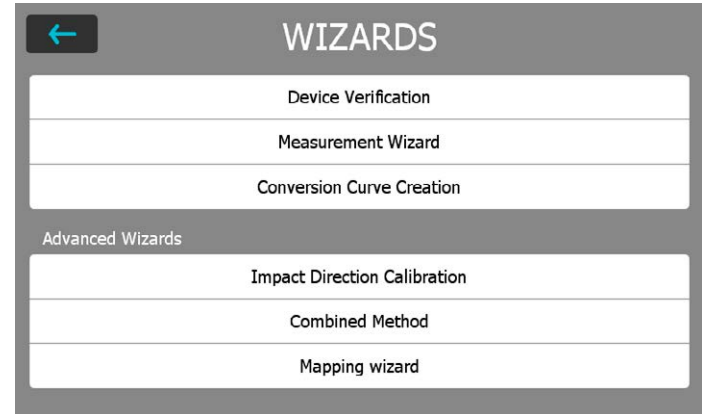 WIZARDS
Device Verification
Measurement Wizard
Conversion Curve Creation
Advanced Wizards
Impact Direction Calibration
Combined Method
Mapping wizard